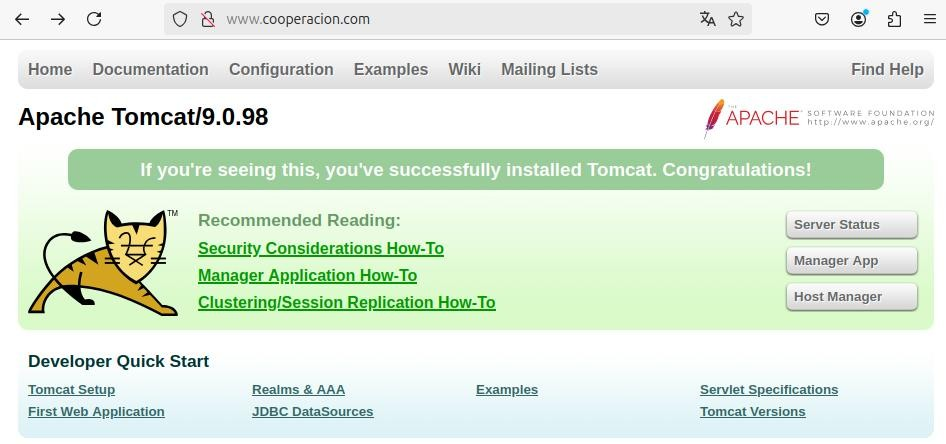 www.cooperacion.com
Home Documentation Configuration Examples Wiki Mailing Lists Find Help
Apache Tomcat/9.0.98
THE APACHE SOFTWARE FOUNDATION
http://www.apache.org/
If you're seeing this, you've successfully installed Tomcat. Congratulations!
TM
Recommended Reading:
Security Considerations How-To
Manager Application How-To
Clustering/Session Replication How-To
Server Status
Manager App
Host Manager
Developer Quick Start
Tomcat Setup Realms & AAA Examples Servlet Specifications
First Web Application JDBC DataSources Tomcat Versions